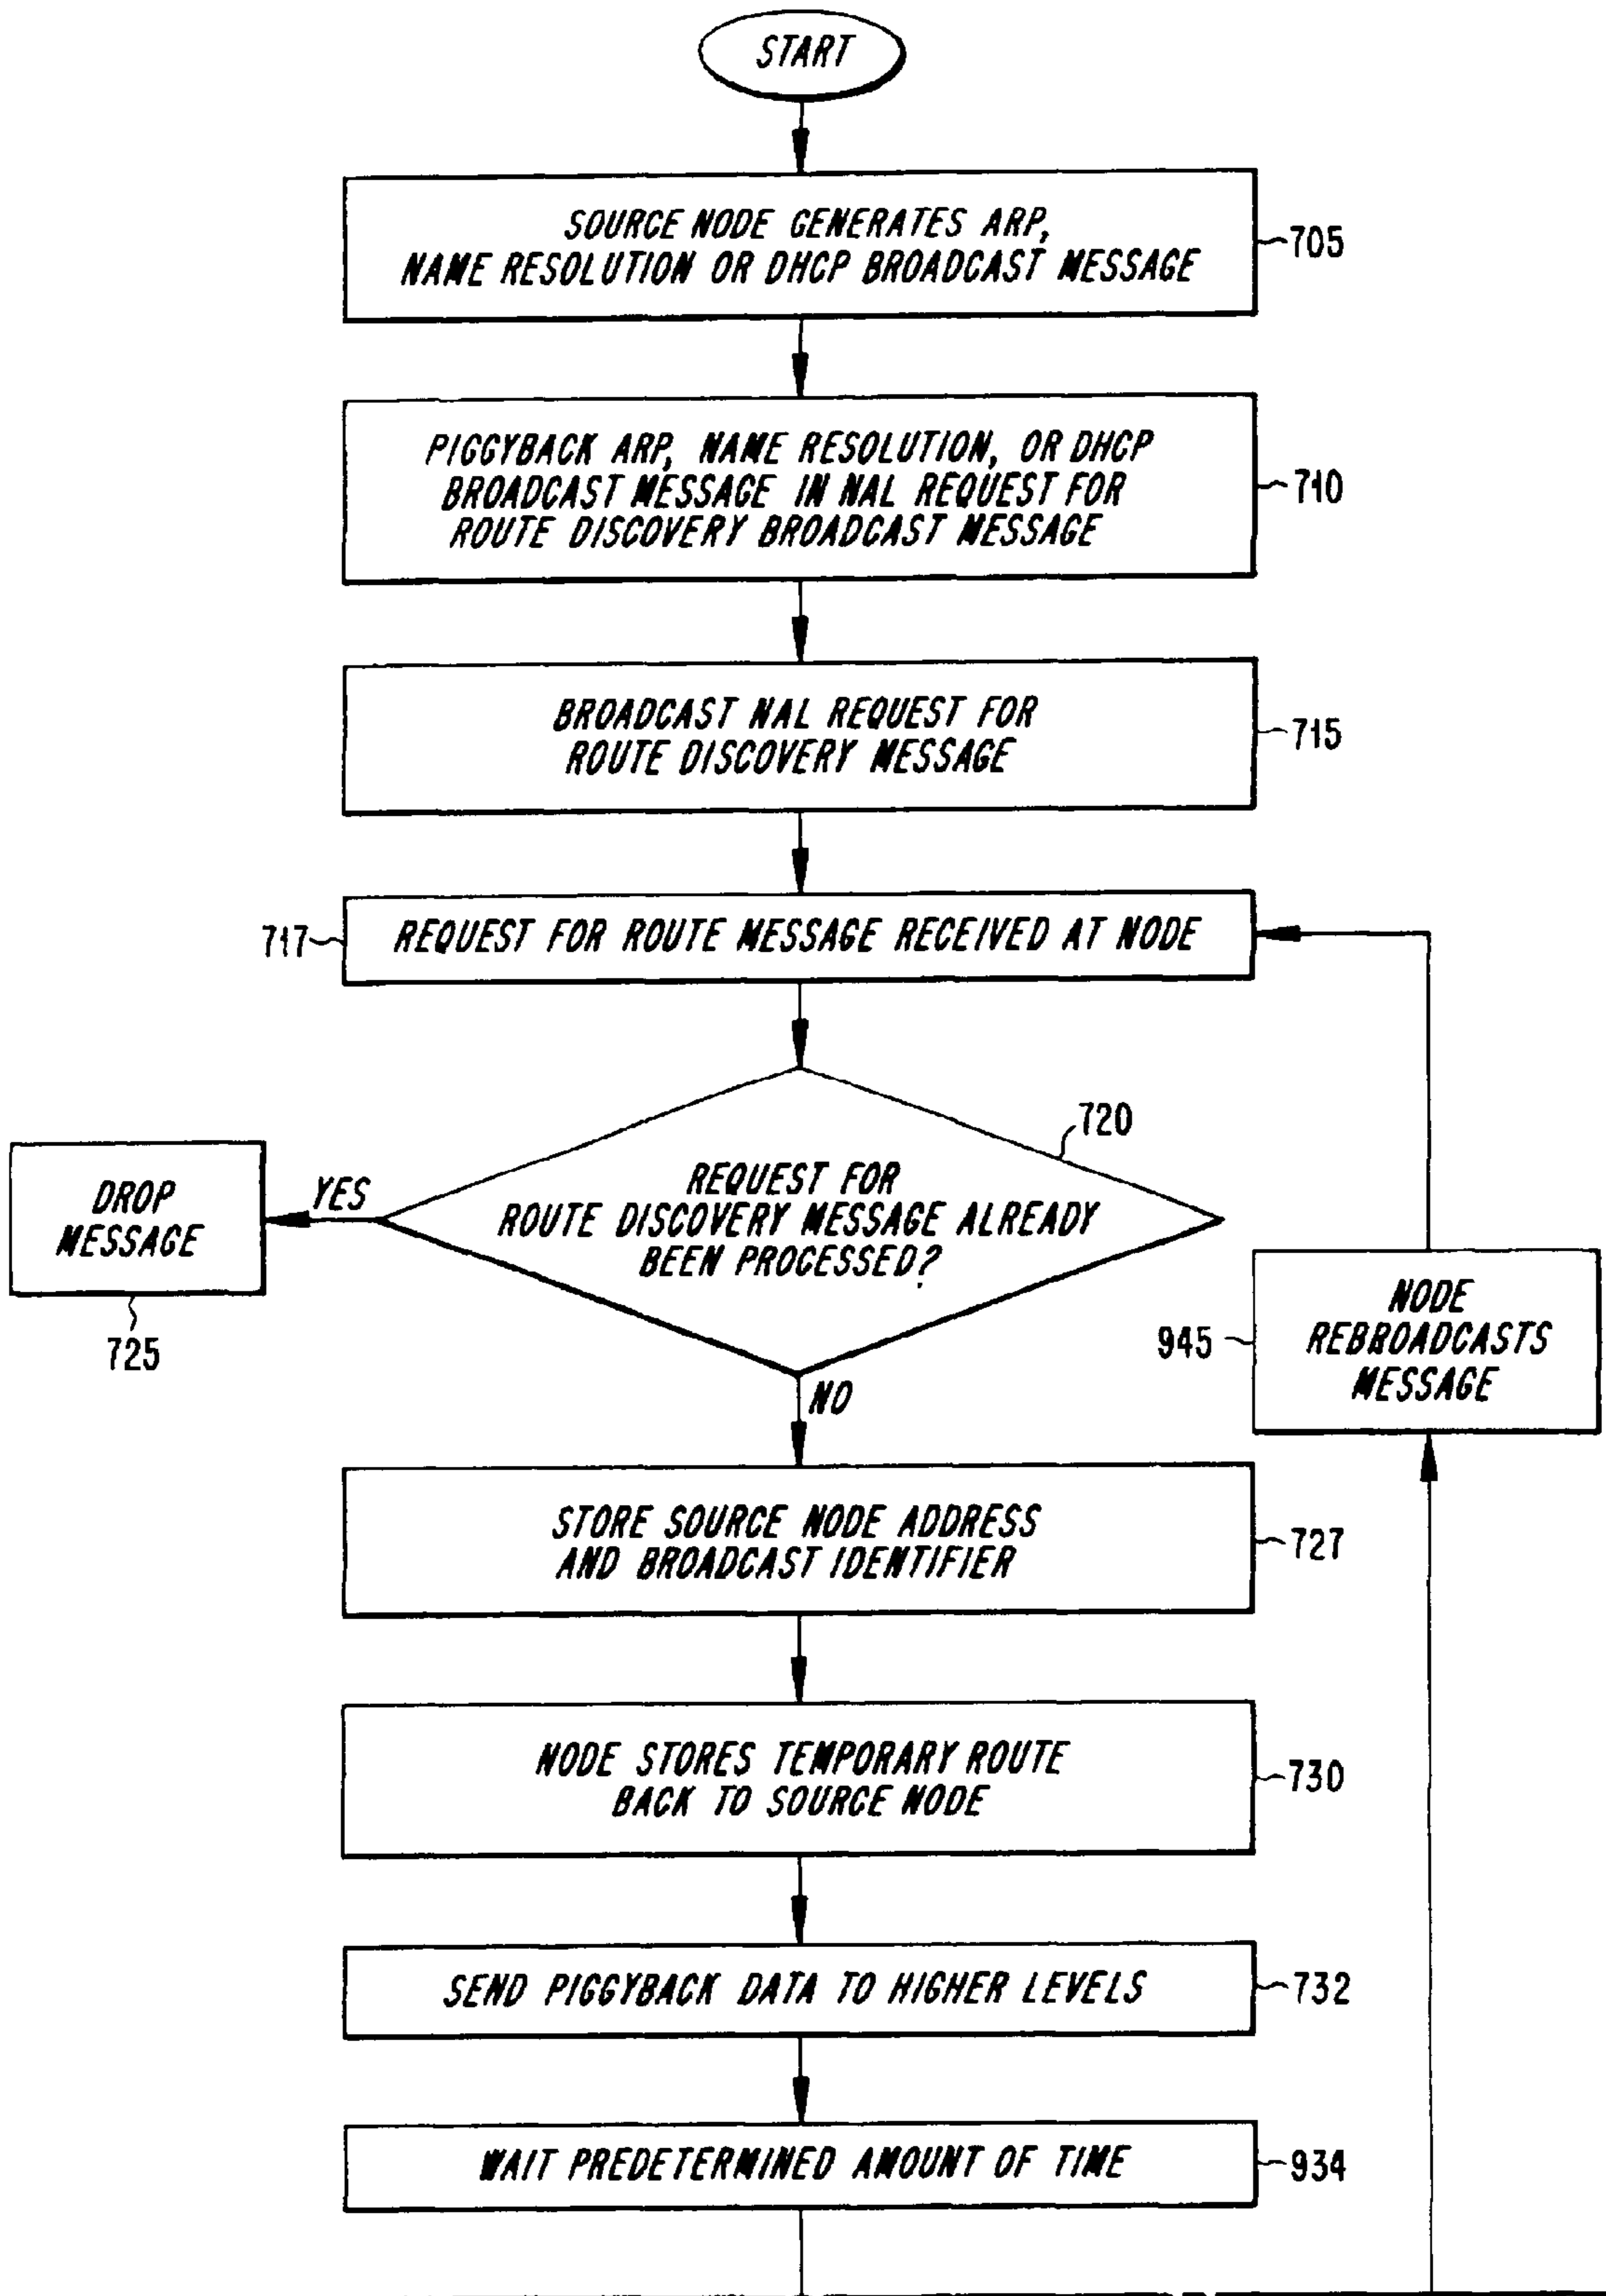 START
SOURCE NODE GENERATES ARP,
NAME RESOLUTION OR DHCP BROADCAST MESSAGE
705
PIGGYBACK ARP, NAME RESOLUTION, OR DHCP
BROADCAST MESSAGE IN NAL REQUEST FOR
ROUTE DISCOVERY BROADCAST MESSAGE
710
BROADCAST NAL REQUEST FOR
ROUTE DISCOVERY MESSAGE
715
717
REQUEST FOR ROUTE MESSAGE RECEIVED AT NODE
720
REQUEST FOR
ROUTE DISCOVERY MESSAGE ALREADY
BEEN PROCESSED?
YES
DROP
MESSAGE
725
NO
945
NODE
REBROADCASTS
MESSAGE
STORE SOURCE NODE ADDRESS
AND BROADCAST IDENTIFIER
727
NODE STORES TEMPORARY ROUTE
BACK TO SOURCE NODE
730
SEND PIGGYBACK DATA TO HIGHER LEVELS
732
WAIT PREDETERMINED AMOUNT OF TIME
934